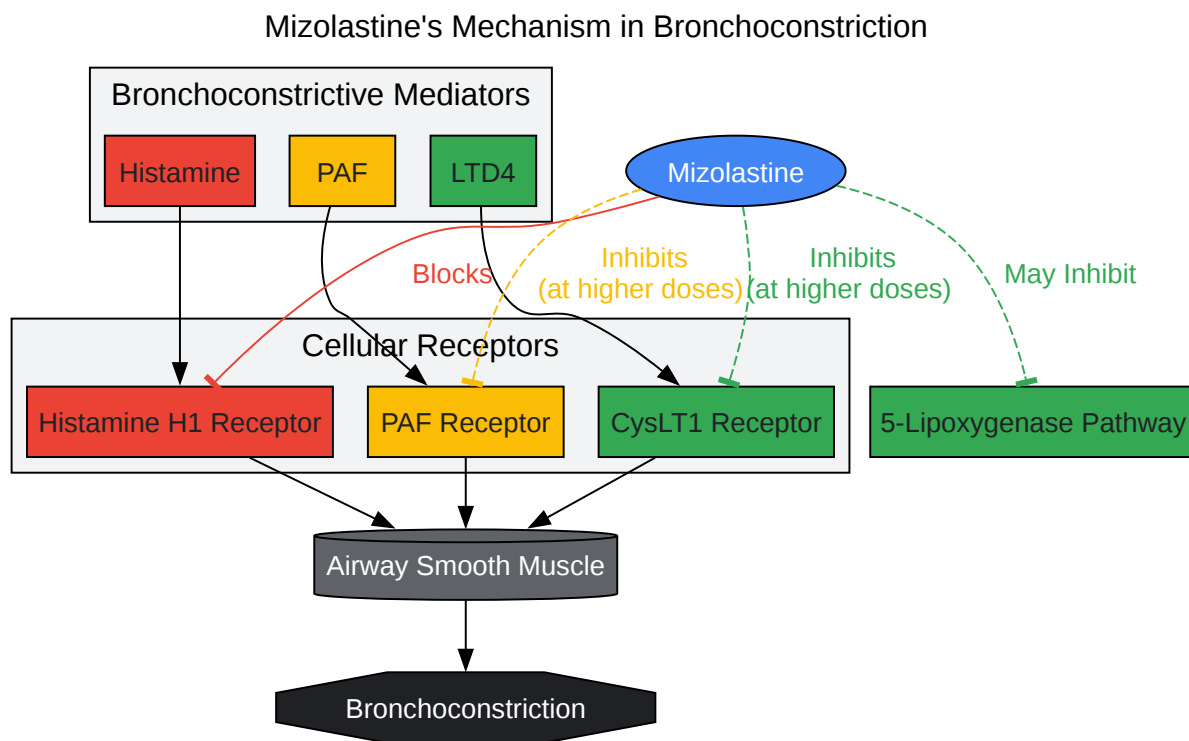 Mizolastine's Mechanism in Bronchoconstriction
Bronchoconstrictive Mediators
Histamine
PAF
LTD4
Mizolastine
Blocks
Inhibits
(at higher doses)
Inhibits
(at higher doses)
May Inhibit
Cellular Receptors
Histamine H1 Receptor
PAF Receptor
CysLT1 Receptor
5-Lipoxygenase Pathway
Airway Smooth Muscle
Bronchoconstriction